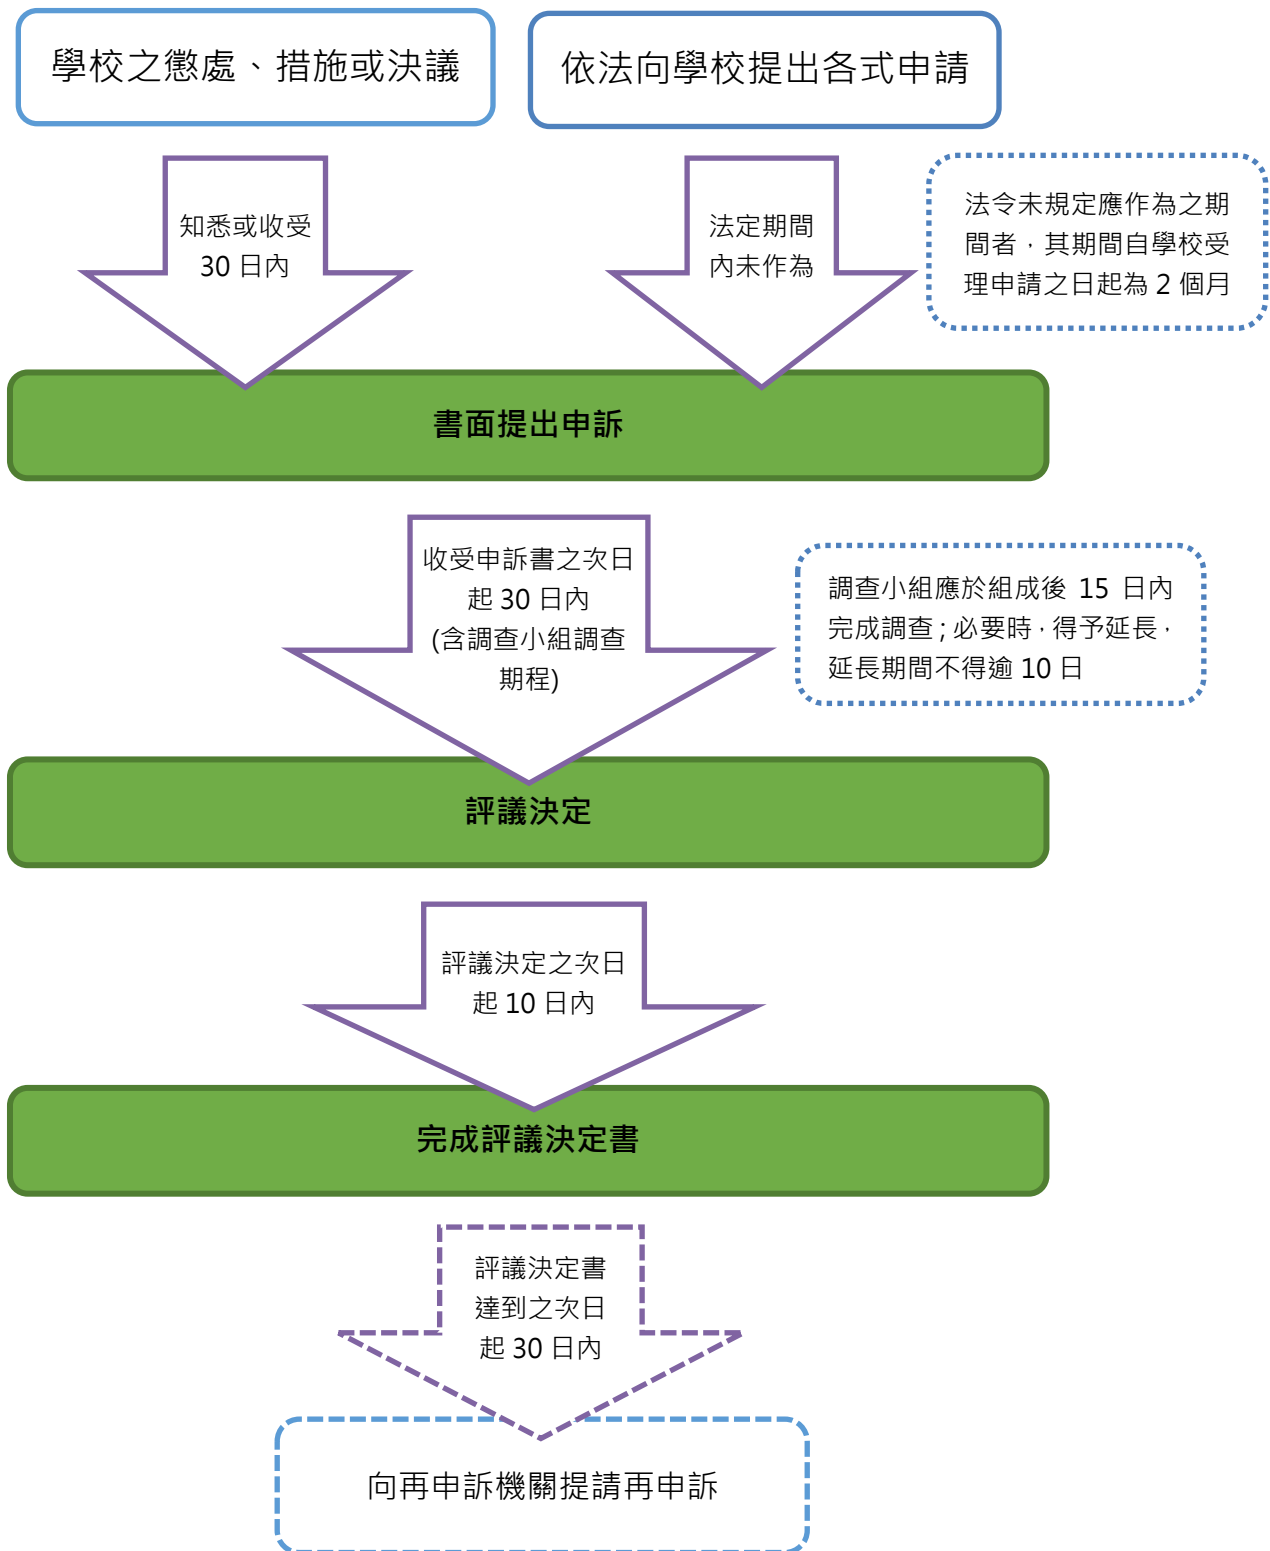 學校之懲處、措施或決議
依法向學校提出各式申請
知悉或收受
30 日內
法定期間
內未作為
法令未規定應作為之期
間者，其期間自學校受
理申請之日起為 2 個月
書面提出申訴
收受申訴書之次日
起 30 日內
(含調查小組調查
期程)
調查小組應於組成後 15 日內
完成調查；必要時，得予延長，
延長期間不得逾 10 日
評議決定
評議決定之次日
起 10 日內
完成評議決定書
評議決定書
達到之次日
起 30 日內
向再申訴機關提請再申訴